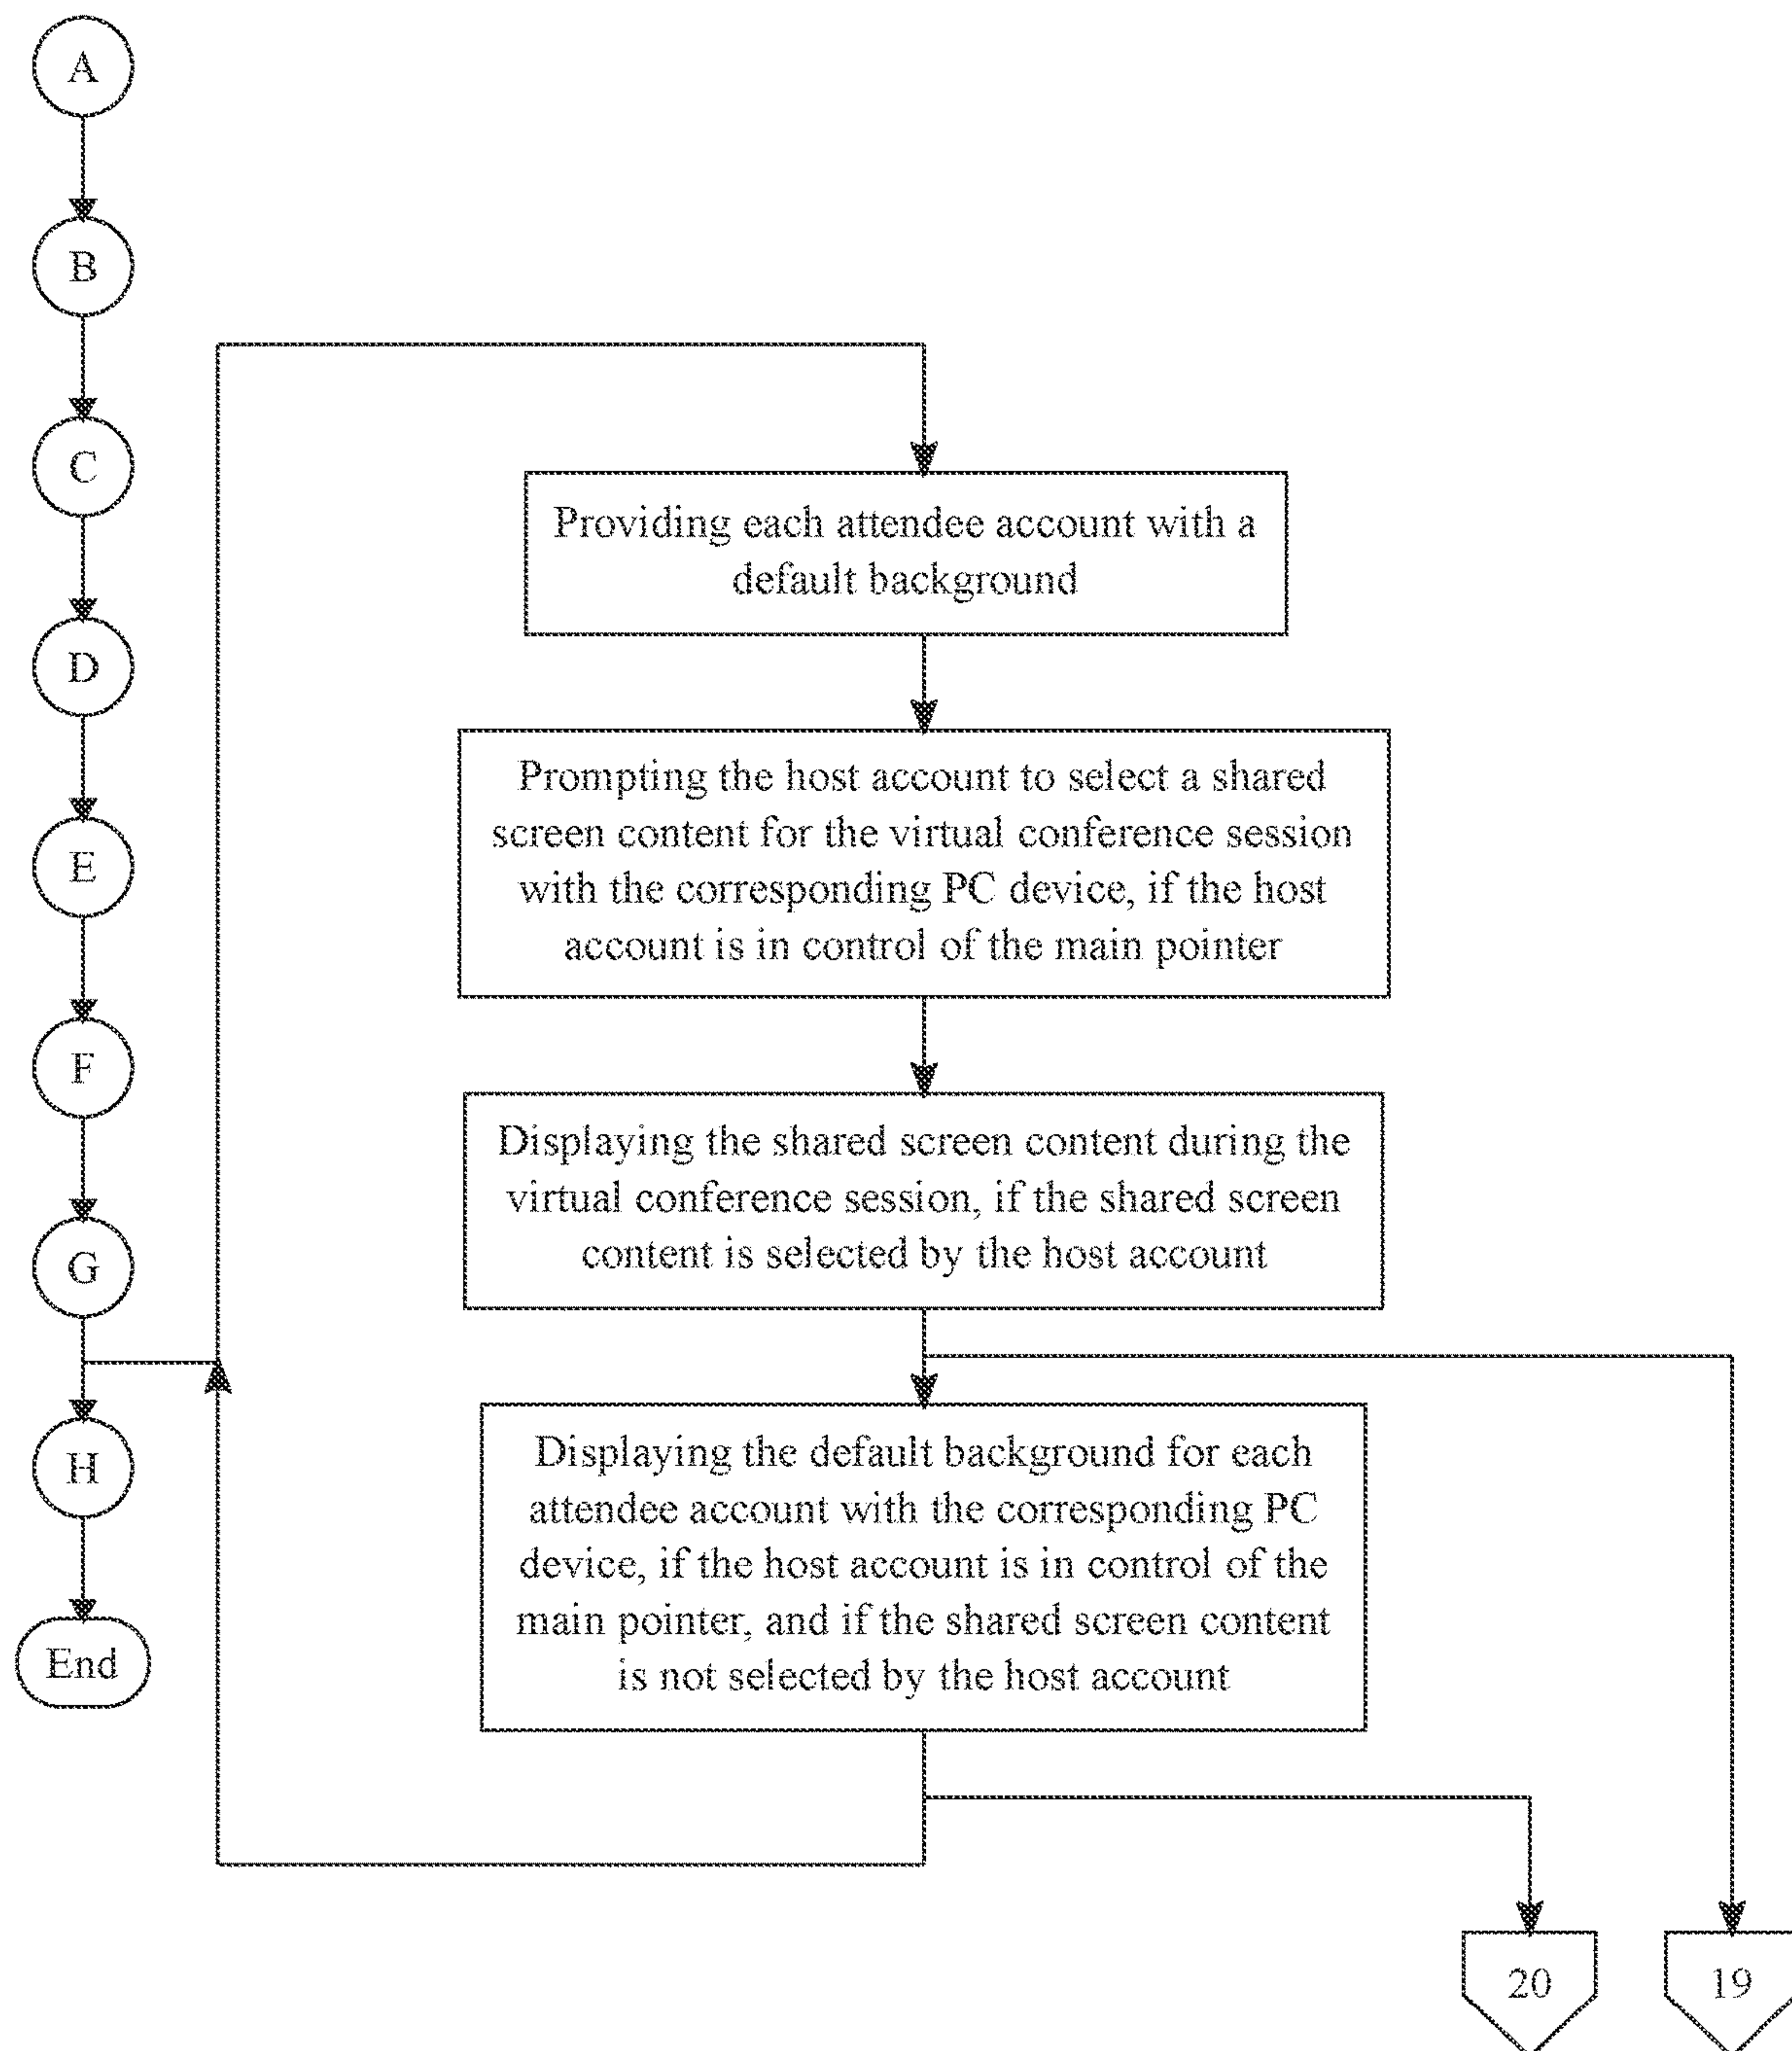 A
B
C
D
E
F
G
H
End
Providing each attendee account with a
default background
Prompting the host account to select a shared
screen content for the virtual conference session
with the corresponding PC device, if the host
account is in control of the main pointer
Displaying the shared screen content during the
virtual conference session, if the shared screen
content is selected by the host account
Displaying the default background for each
attendee account with the corresponding PC
device, if the host account is in control of the
main pointer, and if the shared screen content
is not selected by the host account
20
19